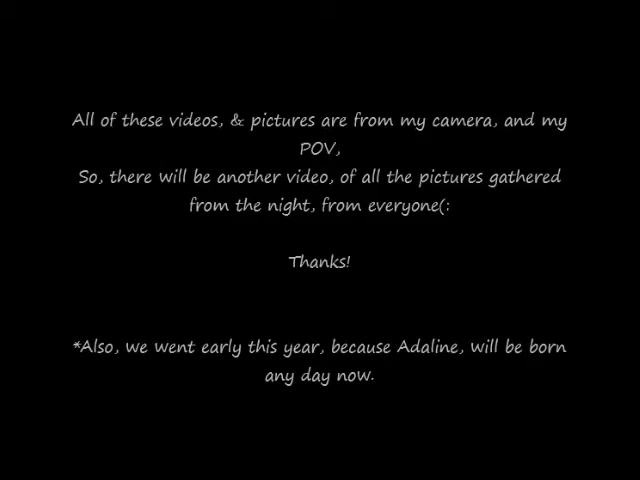 All of these videos, & pictures are from my camera, and my
POV,
So, there will be another video, of all the pictures gathered
from the night, from everyone(:
Thanks!
*Also, we went early this year, because Adaline, will be born
any day now.